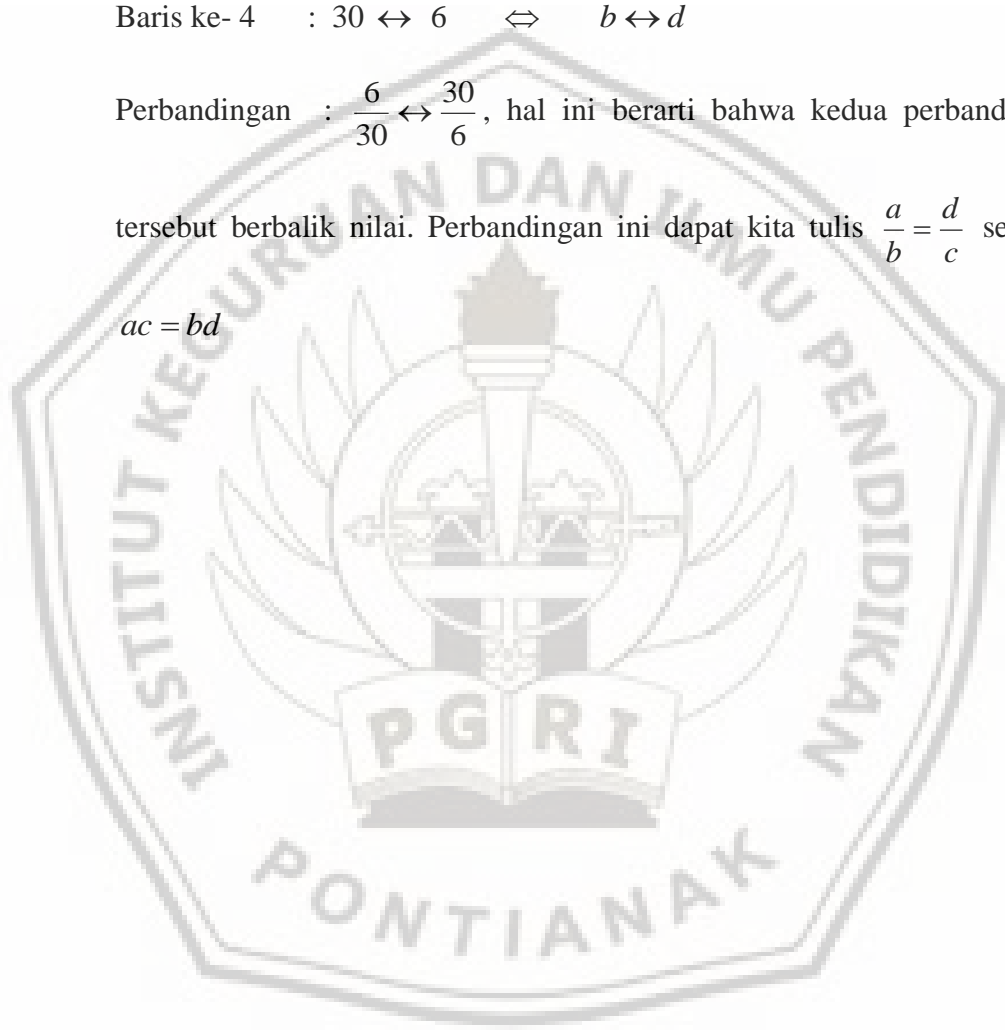 Baris ke- 4 : 30 ↔ 6 ⇔ b ↔ d
Perbandingan : 6/30 ↔ 30/6, hal ini berarti bahwa kedua perband
tersebut berbalik nilai. Perbandingan ini dapat kita tulis a/b = d/c se
ac = bd
INSTITUT KEGURUAN DAN ILMU PENDIDIKAN
PGRI
PONTIANAK